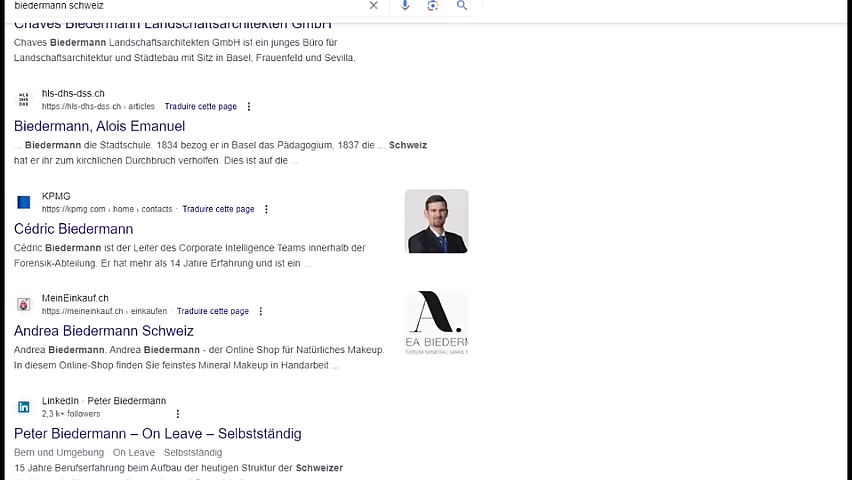 biedermann schweiz
Chaves Biedermann Landschaftsarchitekten GmbH
Chaves Biedermann Landschaftsarchitekten GmbH ist ein junges Büro für
Landschaftsarchitektur und Städtebau mit Sitz in Basel, Frauenfeld und Sevilla.
HLS
DHS
DSS
hls-dhs-dss.ch
https://hls-dhs-dss.ch › articles · Traduire cette page
Biedermann, Alois Emanuel
... Biedermann die Stadtschule. 1834 bezog er in Basel das Pädagogium, 1837 die ... Schweiz
hat er ihr zum kirchlichen Durchbruch verholfen. Dies ist auf die ...
KPMG
https://kpmg.com › home › contacts · Traduire cette page
Cédric Biedermann
Cédric Biedermann ist der Leiter des Corporate Intelligence Teams innerhalb der
Forensik-Abteilung. Er hat mehr als 14 Jahre Erfahrung und ist ein ...
MeinEinkauf.ch
https://meineinkauf.ch › einkaufen · Traduire cette page
Andrea Biedermann Schweiz
Andrea Biedermann. Andrea Biedermann - der Online Shop für Natürliches Makeup.
In diesem Online-Shop finden Sie feinstes Mineral Makeup in Handarbeit ...
A.
EA BIEDERM
in
LinkedIn · Peter Biedermann
2,3 k+ followers
Peter Biedermann – On Leave – Selbstständig
Bern und Umgebung · On Leave · Selbstständig
15 Jahre Berufserfahrung beim Aufbau der heutigen Struktur der Schweizer